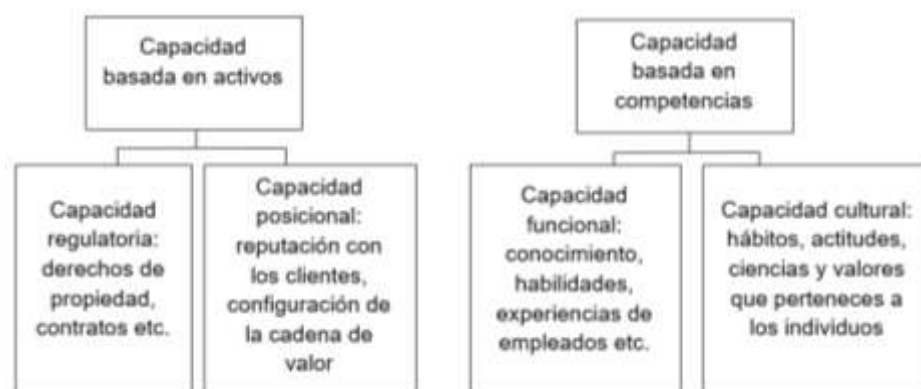 Capacidad
basada en activos
Capacidad
basada en
competencias
Capacidad
regulatoria:
derechos de
propiedad,
contratos etc.
Capacidad
posicional:
reputación con
los clientes,
configuración de
la cadena de
valor
Capacidad
funcional:
conocimiento,
habilidades,
experiencias de
empleados etc.
Capacidad cultural:
hábitos, actitudes,
ciencias y valores
que perteneces a
los individuos